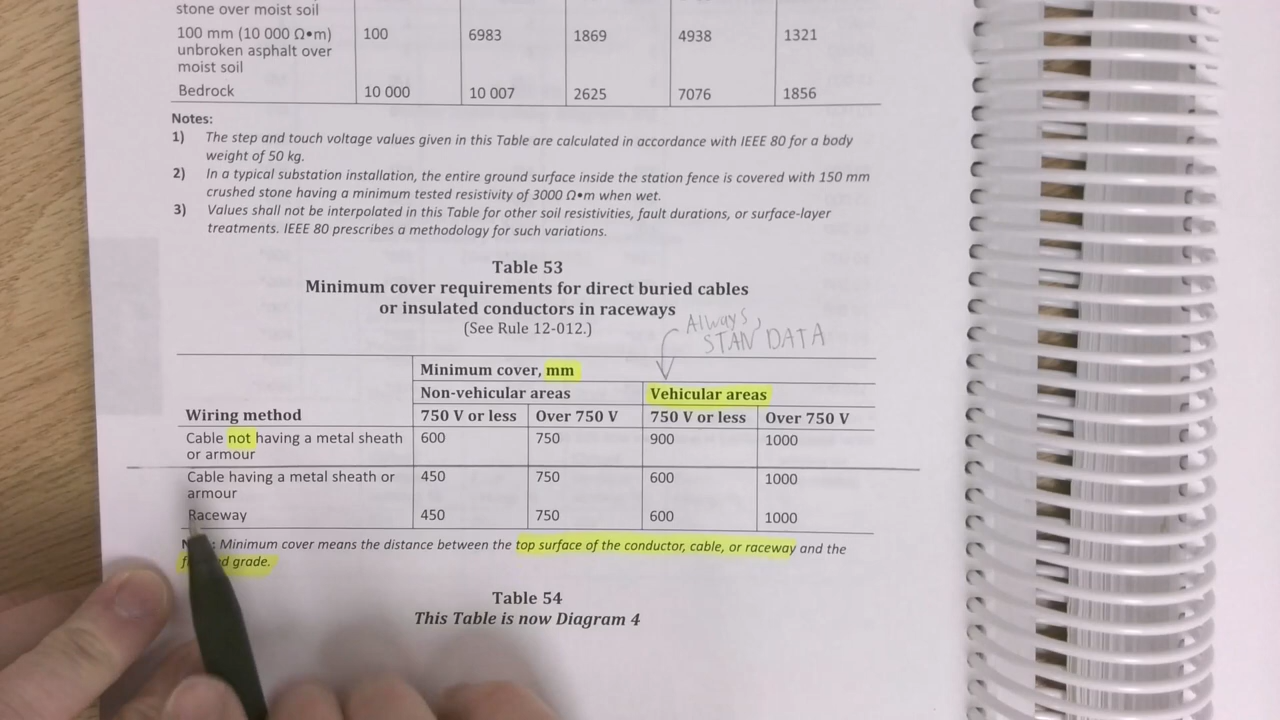 stone over moist soil
100 mm (10 000 Ω•m) 100 6983 1869 4938 1321
unbroken asphalt over
moist soil
Bedrock 10 000 10 007 2625 7076 1856
Notes:
1) The step and touch voltage values given in this Table are calculated in accordance with IEEE 80 for a body
weight of 50 kg.
2) In a typical substation installation, the entire ground surface inside the station fence is covered with 150 mm
crushed stone having a minimum tested resistivity of 3000 Ω•m when wet.
3) Values shall not be interpolated in this Table for other soil resistivities, fault durations, or surface-layer
treatments. IEEE 80 prescribes a methodology for such variations.
Table 53
Minimum cover requirements for direct buried cables
or insulated conductors in raceways
(See Rule 12-012.)
Always,
STANDATA
Minimum cover, mm
Non-vehicular areas Vehicular areas
Wiring method 750 V or less Over 750 V 750 V or less Over 750 V
Cable not having a metal sheath 600 750 900 1000
or armour
Cable having a metal sheath or 450 750 600 1000
armour
Raceway 450 750 600 1000
Minimum cover means the distance between the top surface of the conductor, cable, or raceway and the
grade.
Table 54
This Table is now Diagram 4